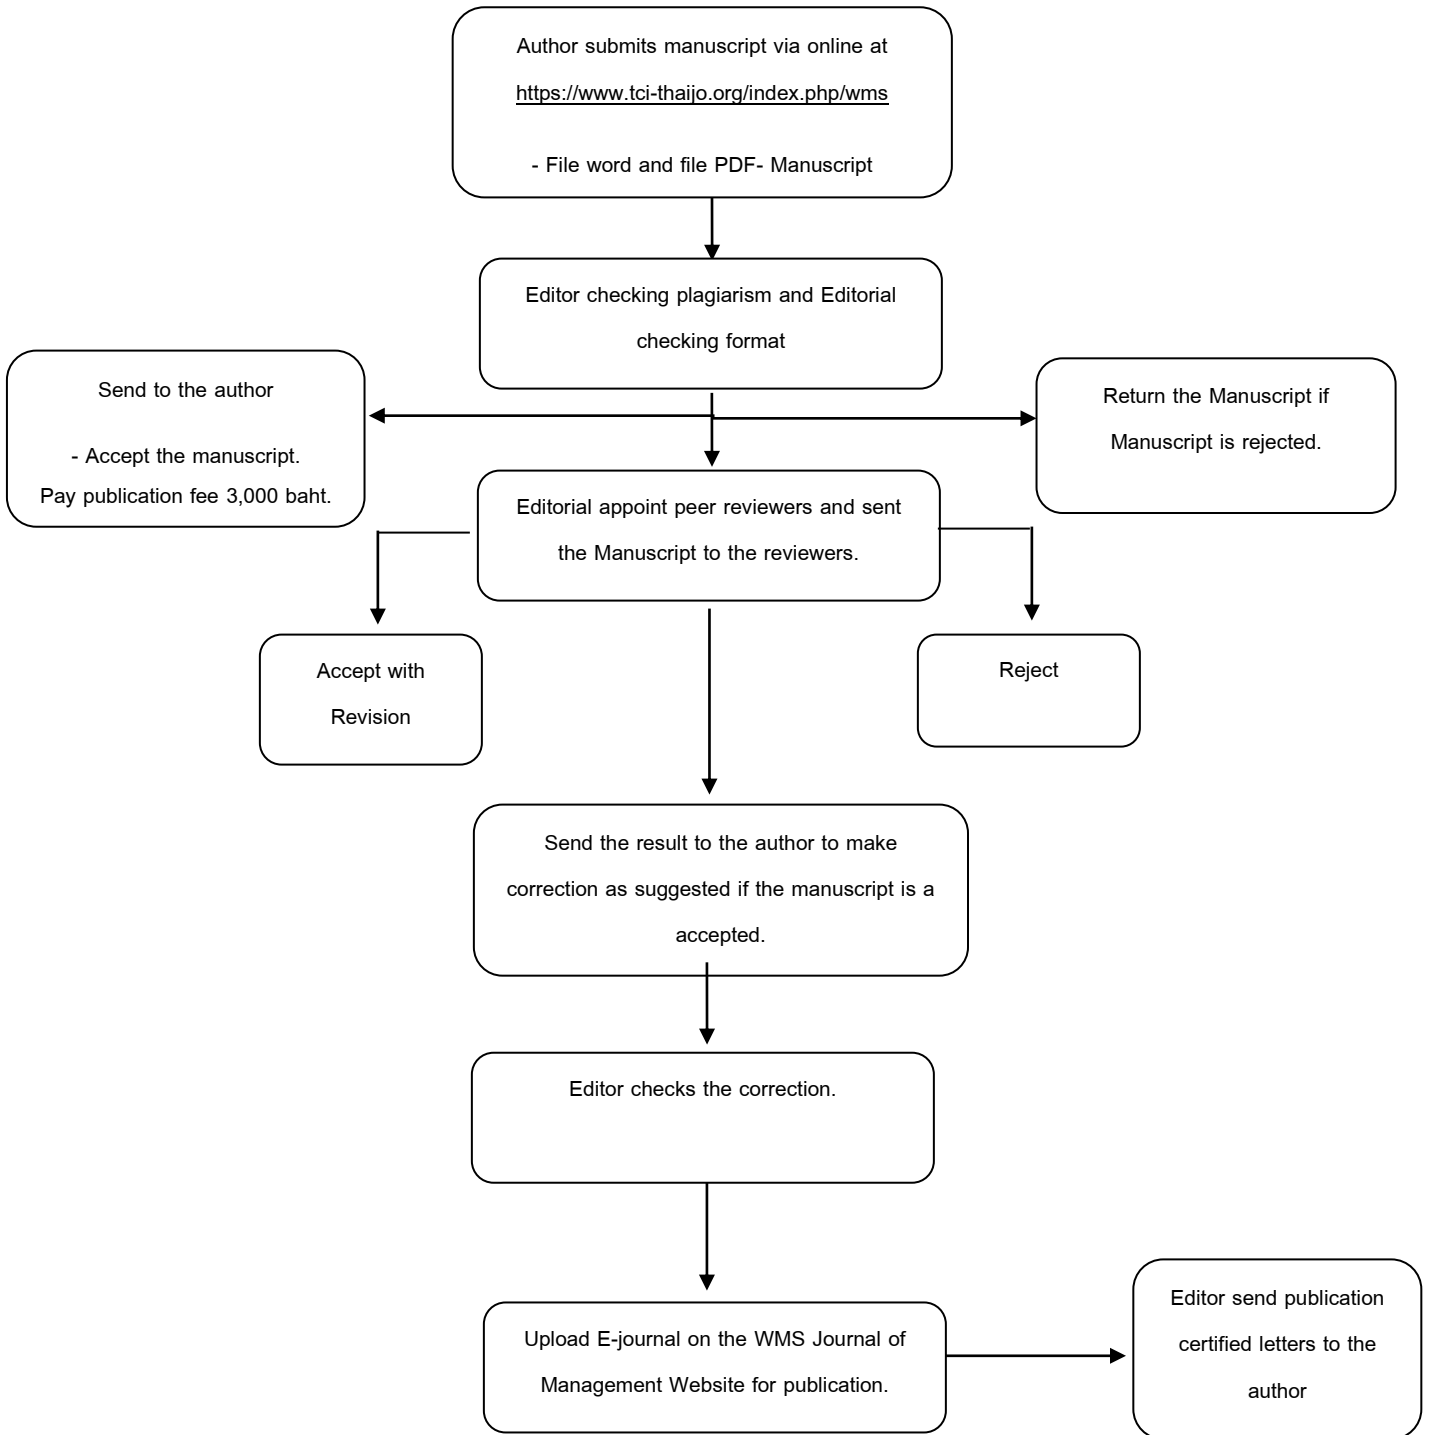 Author submits manuscript via online at
https://www.tci-thaijo.org/index.php/wms
- File word and file PDF- Manuscript
Editor checking plagiarism and Editorial
checking format
Send to the author
- Accept the manuscript.
Pay publication fee 3,000 baht.
Return the Manuscript if
Manuscript is rejected.
Editorial appoint peer reviewers and sent
the Manuscript to the reviewers.
Accept with
Revision
Reject
Send the result to the author to make
correction as suggested if the manuscript is a
accepted.
Editor checks the correction.
Upload E-journal on the WMS Journal of
Management Website for publication.
Editor send publication
certified letters to the
author